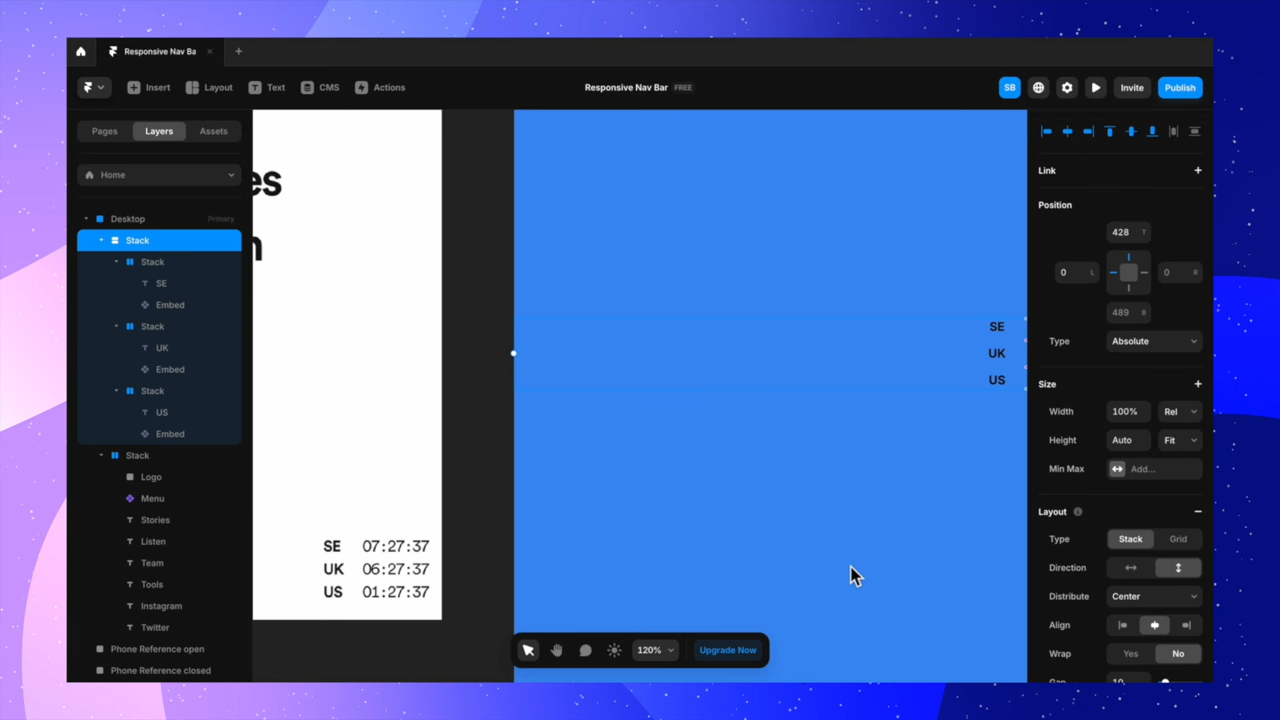 Responsive Nav Ba
Insert
Layout
Text
CMS
Actions
Responsive Nav Bar FREE
SB
Invite
Publish
Pages
Layers
Assets
Home
Desktop Primary
Stack
Stack
SE
Embed
Stack
UK
Embed
Stack
US
Embed
Stack
Logo
Menu
Stories
Listen
Team
Tools
Instagram
Twitter
Phone Reference open
Phone Reference closed
es
SE 07:27:37
UK 06:27:37
US 01:27:37
SE
UK
US
120%
Upgrade Now
Link
Position
428 T
0 L
0 R
489 B
Type Absolute
Size
Width 100% Rel
Height Auto Fit
Min Max Add...
Layout
Type Stack Grid
Direction
Distribute Center
Align
Wrap Yes No